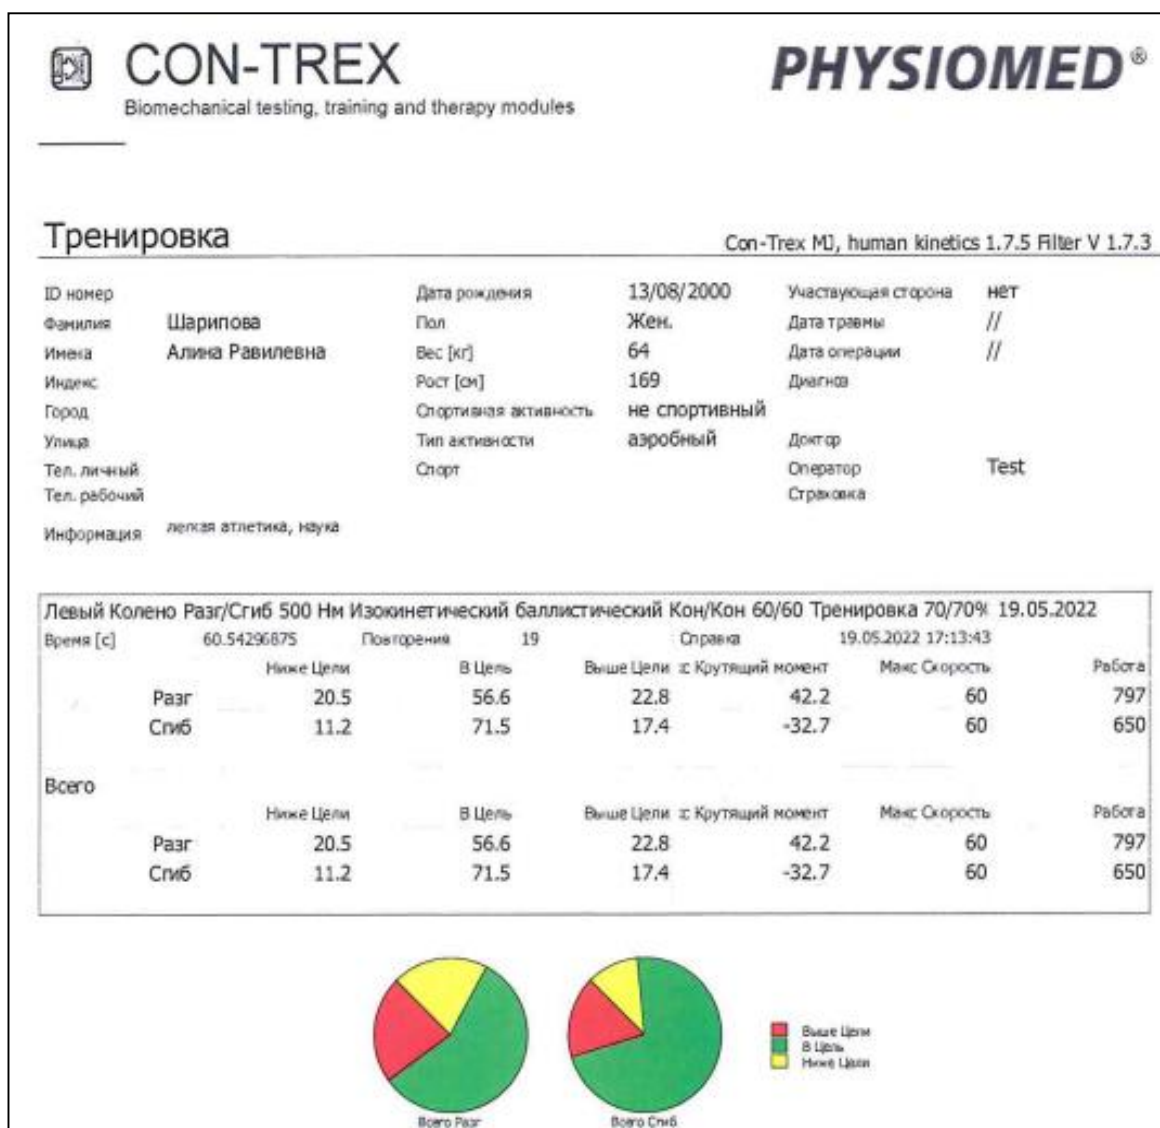 CON-TREX
PHYSIOMED®
Biomechanical testing, training and therapy modules
Тренировка
Con-Trex MJ, human kinetics 1.7.5 Filter V 1.7.3
ID номер Дата рождения 13/08/2000 Участвующая сторона нет
Фамилия Шарипова Пол Жен. Дата травмы //
Имена Алина Равилевна Вес [кг] 64 Дата операции //
Индекс Рост [см] 169 Диагноз
Город Спортивная активность не спортивный
Улица Тип активности аэробный Доктор
Тел. личный Спорт Оператор Test
Тел. рабочий Страховка
Информация легкая атлетика, наука
Левый Колено Разг/Сгиб 500 Нм Изокинетический баллистический Кон/Кон 60/60 Тренировка 70/70% 19.05.2022
Время [с] 60.54296875 Повторения 19 Справка 19.05.2022 17:13:43
Ниже Цели В Цель Выше Цели с Крутящий момент Макс Скорость Работа
Разг 20.5 56.6 22.8 42.2 60 797
Сгиб 11.2 71.5 17.4 -32.7 60 650
Всего
Ниже Цели В Цель Выше Цели с Крутящий момент Макс Скорость Работа
Разг 20.5 56.6 22.8 42.2 60 797
Сгиб 11.2 71.5 17.4 -32.7 60 650
Выше Цели
В Цель
Ниже Цели
Всего Разг Всего Сгиб